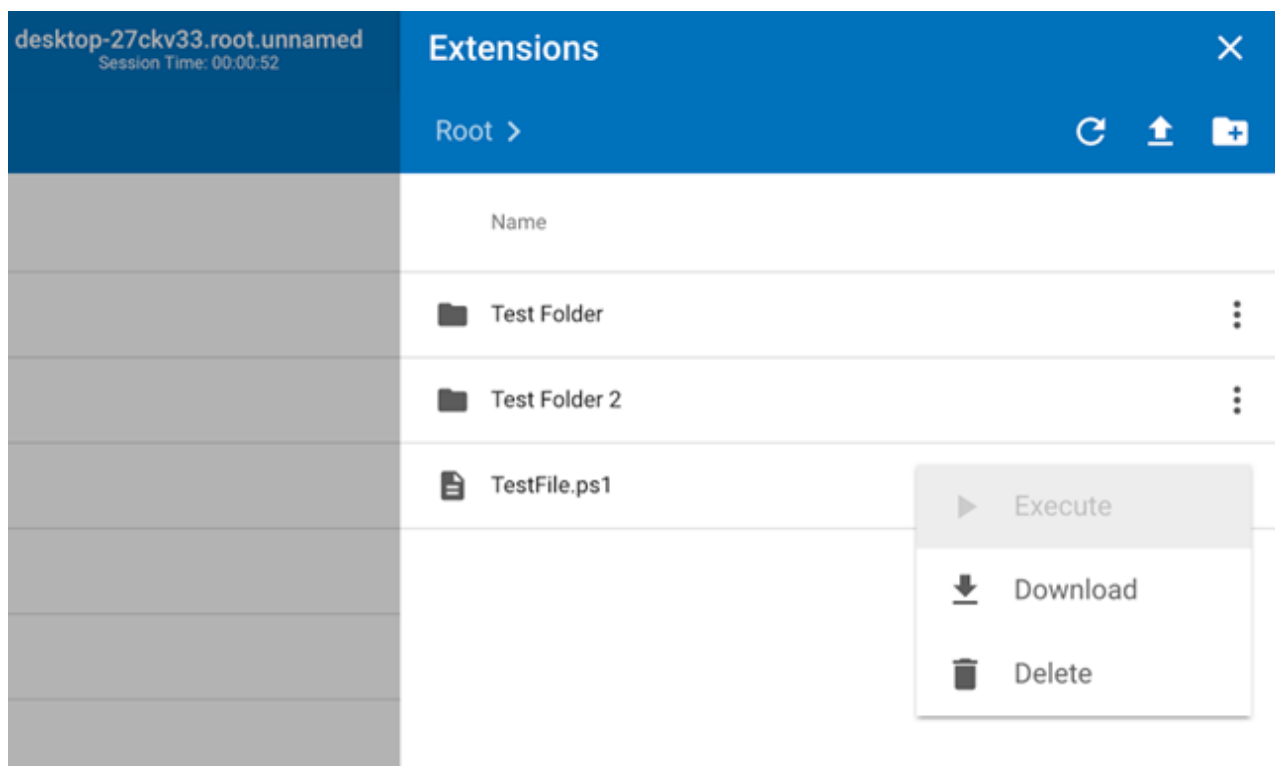 desktop-27ckv33.root.unnamed
Session Time: 00:00:52
Extensions
Root
Name
Test Folder
Test Folder 2
TestFile.ps1
Execute
Download
Delete